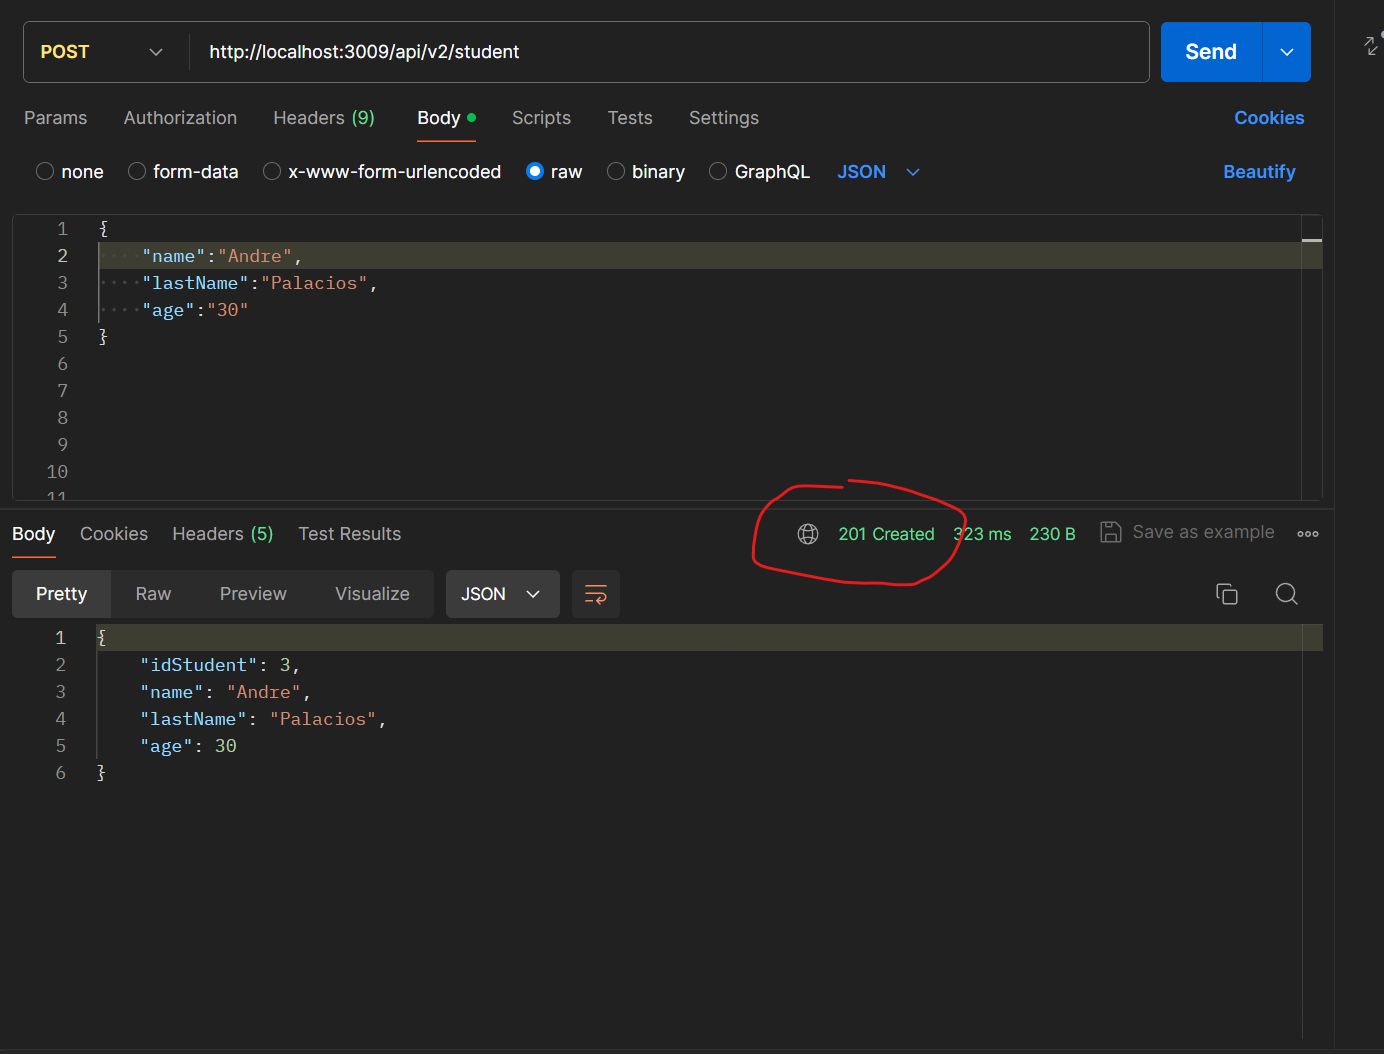 POST http://localhost:3009/api/v2/student Send
Params Authorization Headers (9) Body Scripts Tests Settings Cookies
none form-data x-www-form-urlencoded raw binary GraphQL JSON Beautify
1 {
2 "name":"Andre",
3 "lastName":"Palacios",
4 "age":"30"
5 }
6
7
8
9
10
11
Body Cookies Headers (5) Test Results 201 Created 323 ms 230 B Save as example
Pretty Raw Preview Visualize JSON
1 {
2 "idStudent": 3,
3 "name": "Andre",
4 "lastName": "Palacios",
5 "age": 30
6 }